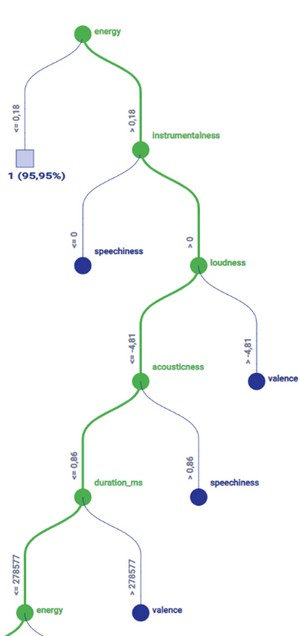 energy
<= 0,18
> 0,18
1 (95,95%)
instrumentalness
<= 0
> 0
speechiness
loudness
<= -4,81
> -4,81
acousticness
valence
<= 0,86
> 0,86
duration_ms
speechiness
<= 278577
> 278577
energy
valence